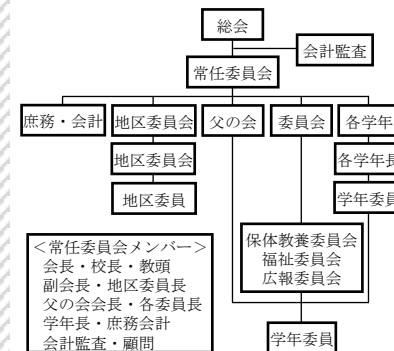 総会
会計監査
常任委員会
庶務・会計 地区委員会 父の会 委員会 各学年
地区委員会 各学年長
地区委員 学年委員
保体教養委員会
福祉委員会
広報委員会
＜常任委員会メンバー＞
会長・校長・教頭
副会長・地区委員長
父の会会長・各委員長
学年長・庶務会計
会計監査・顧問
学年委員